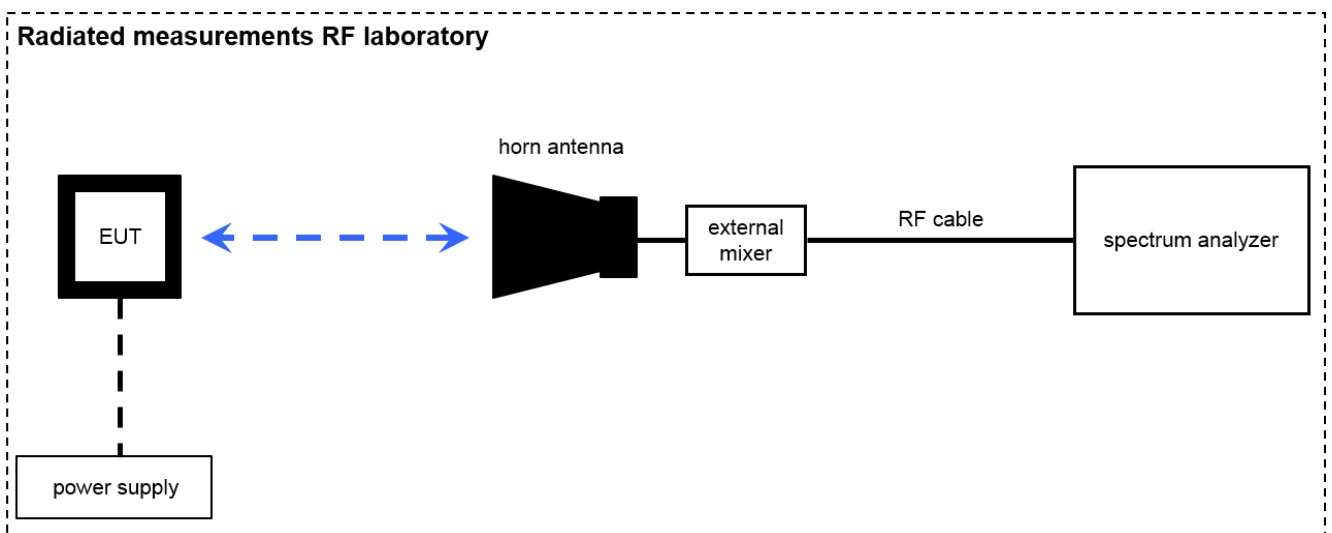 Radiated measurements RF laboratory
horn antenna
EUT
external
mixer
RF cable
spectrum analyzer
power supply